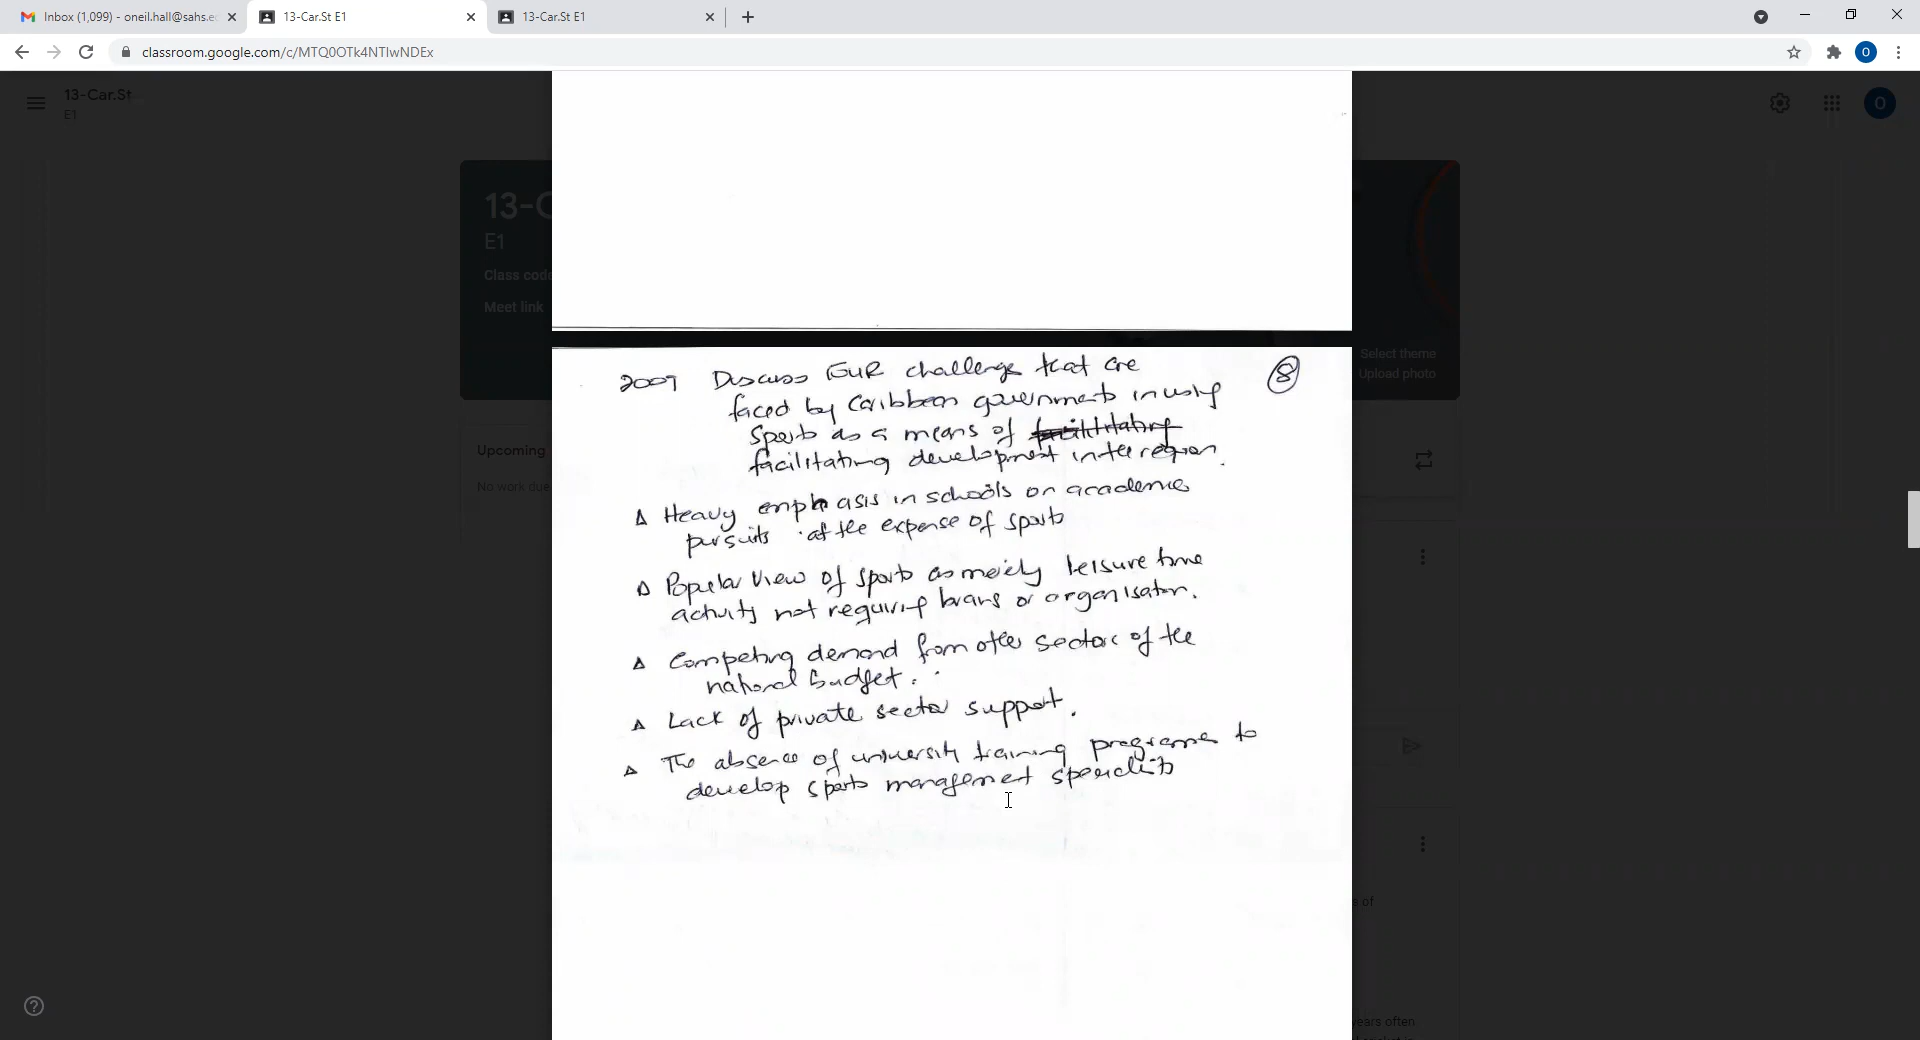 Inbox (1,099) - oneil.hall@sahs.e
13-Car.St E1
13-Car.St E1
classroom.google.com/c/MTQ0OTk4NTIwNDEx
O
13-Car.St
E1
O
13-C
E1
Class code
Meet link
Select theme
Upload photo
Upcoming
No work due
2009 Discuss FOUR challenges that are
faced by Caribbean governments in using
Sports as a means of facilitating
facilitating development in the region.
8
Δ Heavy emphasis in schools on academic
pursuits at the expense of sports
Δ Popular View of sports as merely leisure time
activity not requiring brains or organisation.
Δ Competing demand from other sectors of the
national budget.
Δ Lack of private sector support.
Δ The absence of university training programme to
develop sports management specialists
s of
years often